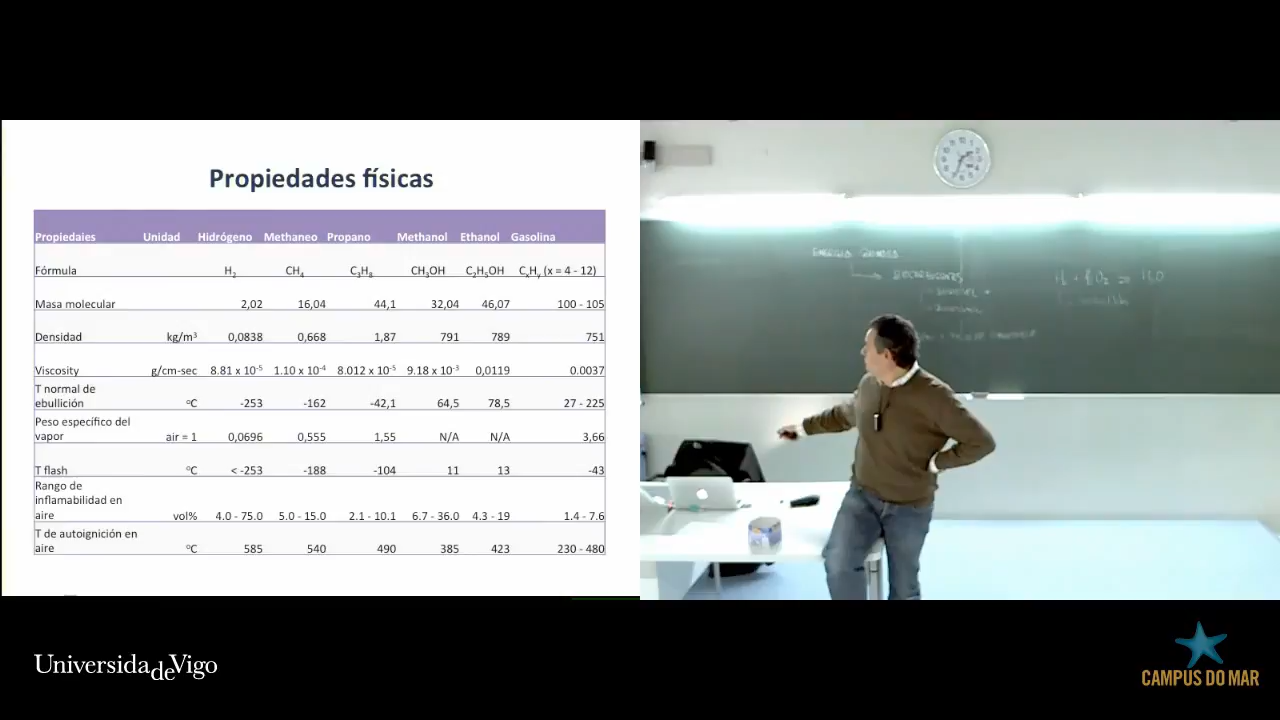 Propiedades físicas
Propiedaies Unidad Hidrógeno Methaneo Propano Methanol Ethanol Gasolina
Fórmula H2 CH4 C3H8 CH3OH C2H5OH CxHy (x = 4 - 12)
Masa molecular 2,02 16,04 44,1 32,04 46,07 100 - 105
Densidad kg/m³ 0,0838 0,668 1,87 791 789 751
Viscosity g/cm-sec 8.81 x 10⁻⁵ 1.10 x 10⁻⁴ 8.012 x 10⁻⁵ 9.18 x 10⁻³ 0,0119 0.0037
T normal de
ebullición ºC -253 -162 -42,1 64,5 78,5 27 - 225
Peso específico del
vapor air = 1 0,0696 0,555 1,55 N/A N/A 3,66
T flash ºC < -253 -188 -104 11 13 -43
Rango de
inflamabilidad en
aire vol% 4.0 - 75.0 5.0 - 15.0 2.1 - 10.1 6.7 - 36.0 4.3 - 19 1.4 - 7.6
T de autoignición en
aire ºC 585 540 490 385 423 230 - 480
ENERGIA QUIMICA
BIOCOMBUSTIBLES
UniversidadeVigo
CAMPUS DO MAR